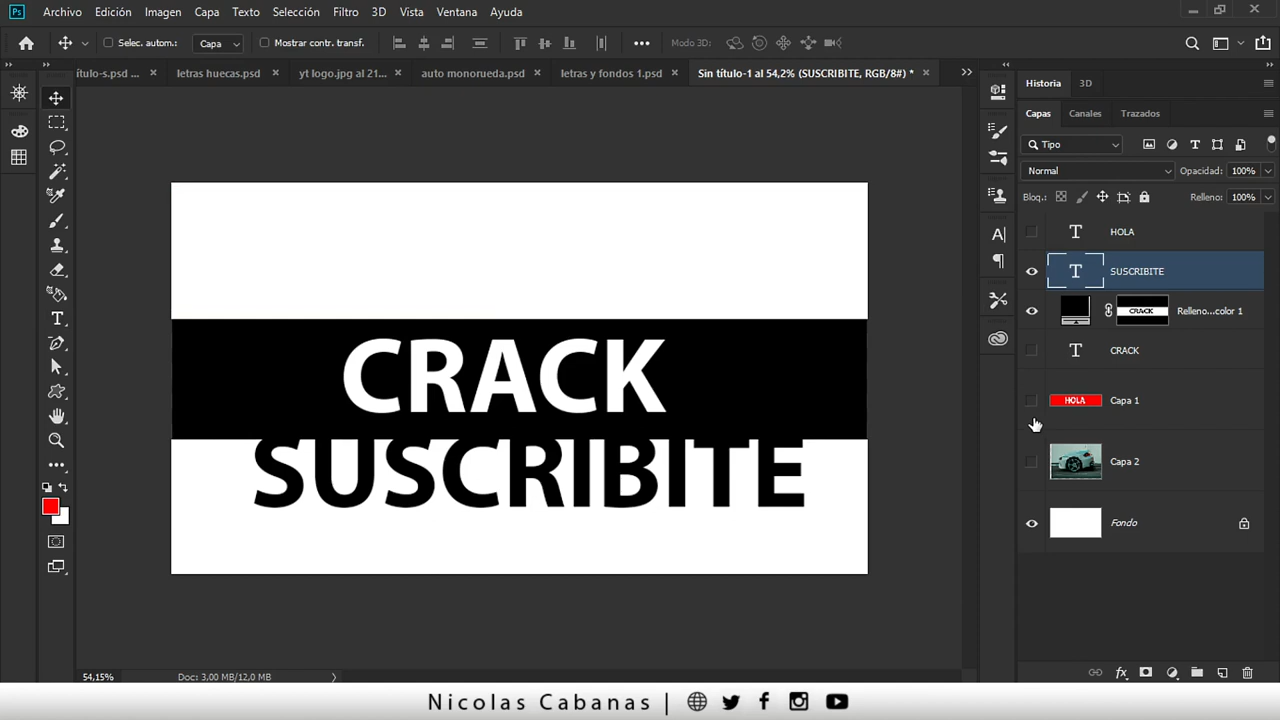 Archivo Edición Imagen Capa Texto Selección Filtro 3D Vista Ventana Ayuda
Selec. autom.: Capa Mostrar contr. transf. Modo 3D:
ítulo-s.psd ... × letras huecas.psd × yt logo.jpg al 21... × auto monorueda.psd × letras y fondos 1.psd × Sin título-1 al 54,2% (SUSCRIBITE, RGB/8#) * ×
Historia 3D
Capas Canales Trazados
Tipo
Normal Opacidad: 100%
Bloq.: Relleno: 100%
HOLA
SUSCRIBITE
CRACK Relleno...color 1
CRACK
HOLA Capa 1
Capa 2
Fondo
CRACK
SUSCRIBITE
54,15% Doc: 3,00 MB/12,0 MB
Nicolas Cabanas |